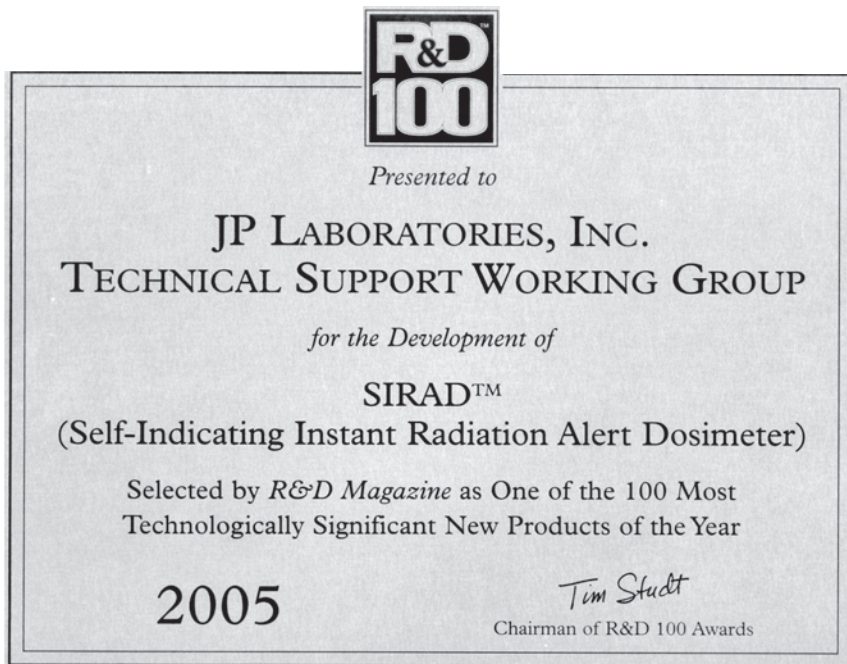 R&D™
100
Presented to
JP LABORATORIES, INC.
TECHNICAL SUPPORT WORKING GROUP
for the Development of
SIRAD™
(Self-Indicating Instant Radiation Alert Dosimeter)
Selected by R&D Magazine as One of the 100 Most
Technologically Significant New Products of the Year
2005
Tim Studt
Chairman of R&D 100 Awards